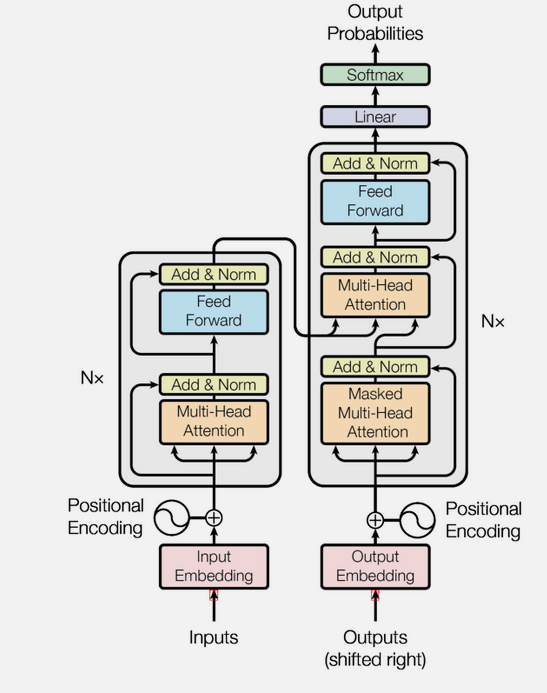 Output
Probabilities
Softmax
Linear
Add & Norm
Feed
Forward
Add & Norm
Multi-Head
Attention
N×
Add & Norm
Masked
Multi-Head
Attention
Add & Norm
Feed
Forward
N×
Add & Norm
Multi-Head
Attention
Positional
Encoding
Positional
Encoding
Input
Embedding
Output
Embedding
Inputs
Outputs
(shifted right)